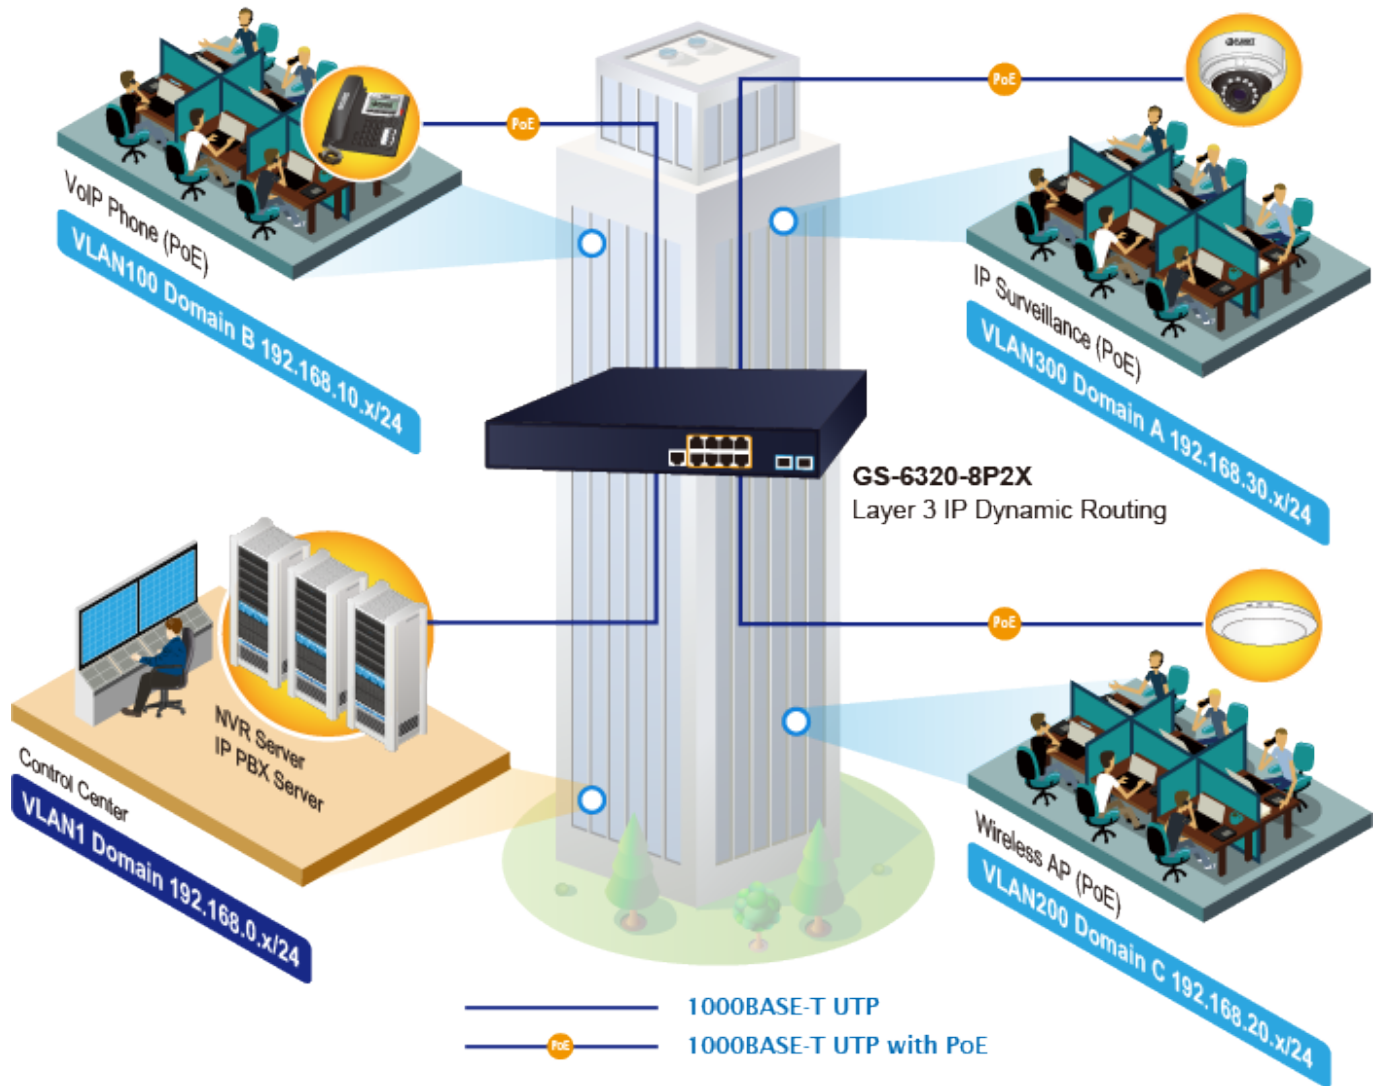 PoE
PLANET
PoE
VoIP Phone (PoE)
VLAN100 Domain B 192.168.10.x/24
IP Surveillance (PoE)
VLAN300 Domain A 192.168.30.x/24
GS-6320-8P2X
Layer 3 IP Dynamic Routing
NVR Server
IP PBX Server
Control Center
VLAN1 Domain 192.168.0.x/24
PoE
Wireless AP (PoE)
VLAN200 Domain C 192.168.20.x/24
1000BASE-T UTP
PoE
1000BASE-T UTP with PoE